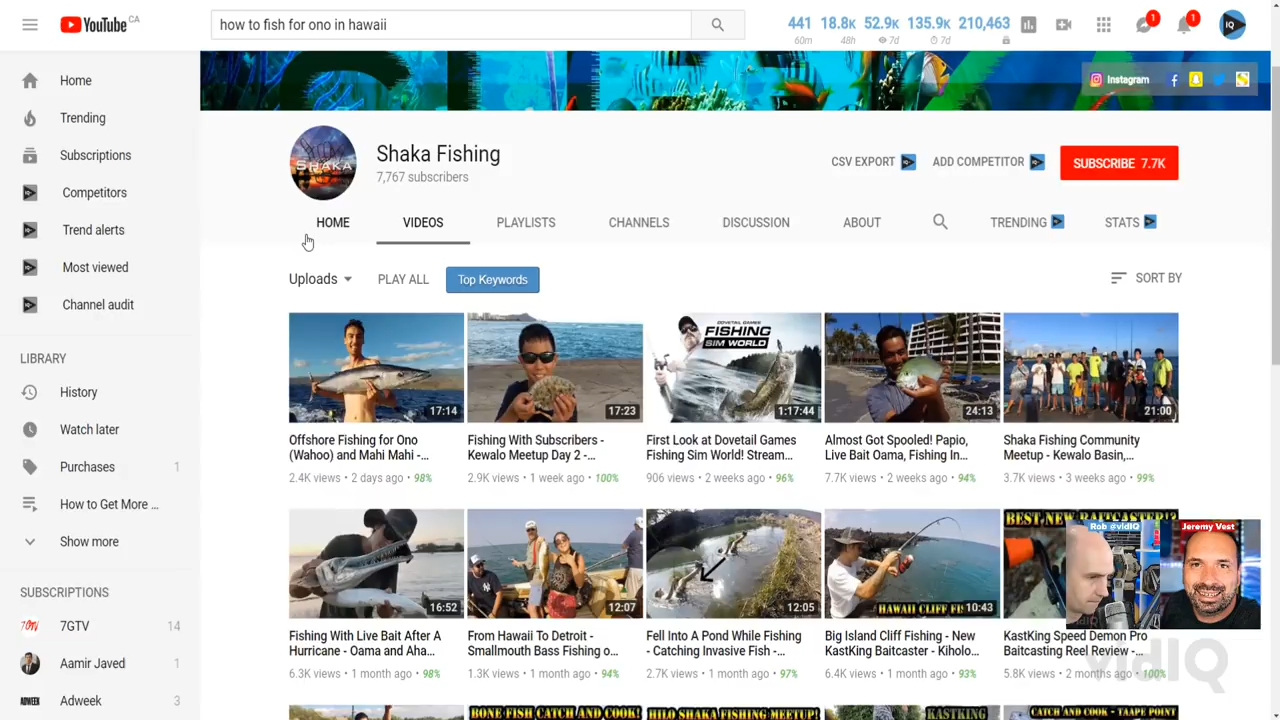 YouTube CA
how to fish for ono in hawaii
441 18.8K 52.9K 135.9K 210,463
60m 48h 7d 7d
1
1
IQ
Home
Trending
Subscriptions
Competitors
Trend alerts
Most viewed
Channel audit
LIBRARY
History
Watch later
Purchases 1
How to Get More ...
Show more
SUBSCRIPTIONS
7GTV 14
Aamir Javed 1
Adweek 3
Instagram
SHAKA
Shaka Fishing
7,767 subscribers
CSV EXPORT
ADD COMPETITOR
SUBSCRIBE 7.7K
HOME
VIDEOS
PLAYLISTS
CHANNELS
DISCUSSION
ABOUT
TRENDING
STATS
Uploads
PLAY ALL
Top Keywords
SORT BY
17:14
Offshore Fishing for Ono
(Wahoo) and Mahi Mahi -...
2.4K views • 2 days ago • 98%
17:23
Fishing With Subscribers -
Kewalo Meetup Day 2 -...
2.9K views • 1 week ago • 100%
DOVETAIL GAMES
FISHING
SIM WORLD
1:17:44
First Look at Dovetail Games
Fishing Sim World! Stream...
906 views • 2 weeks ago • 96%
24:13
Almost Got Spooled! Papio,
Live Bait Oama, Fishing In...
7.7K views • 2 weeks ago • 94%
21:00
Shaka Fishing Community
Meetup - Kewalo Basin,...
3.7K views • 3 weeks ago • 99%
16:52
Fishing With Live Bait After A
Hurricane - Oama and Aha...
6.3K views • 1 month ago • 98%
12:07
From Hawaii To Detroit -
Smallmouth Bass Fishing o...
1.3K views • 1 month ago • 94%
12:05
Fell Into A Pond While Fishing
- Catching Invasive Fish -...
2.7K views • 1 month ago • 97%
HAWAII CLIFF FI
10:43
Big Island Cliff Fishing - New
KastKing Baitcaster - Kiholo...
6.4K views • 1 month ago • 93%
BEST NEW BAITCASTER
KastKing Speed Demon Pro
Baitcasting Reel Review -...
5.8K views • 2 months ago • 100%
Rob @vidIQ
Jeremy Vest
vidIQ
BONE FISH CATCH AND COOK!
HILO SHAKA FISHING MEETUP!
KASTKING
CATCH AND COOK - TAAPE POINT